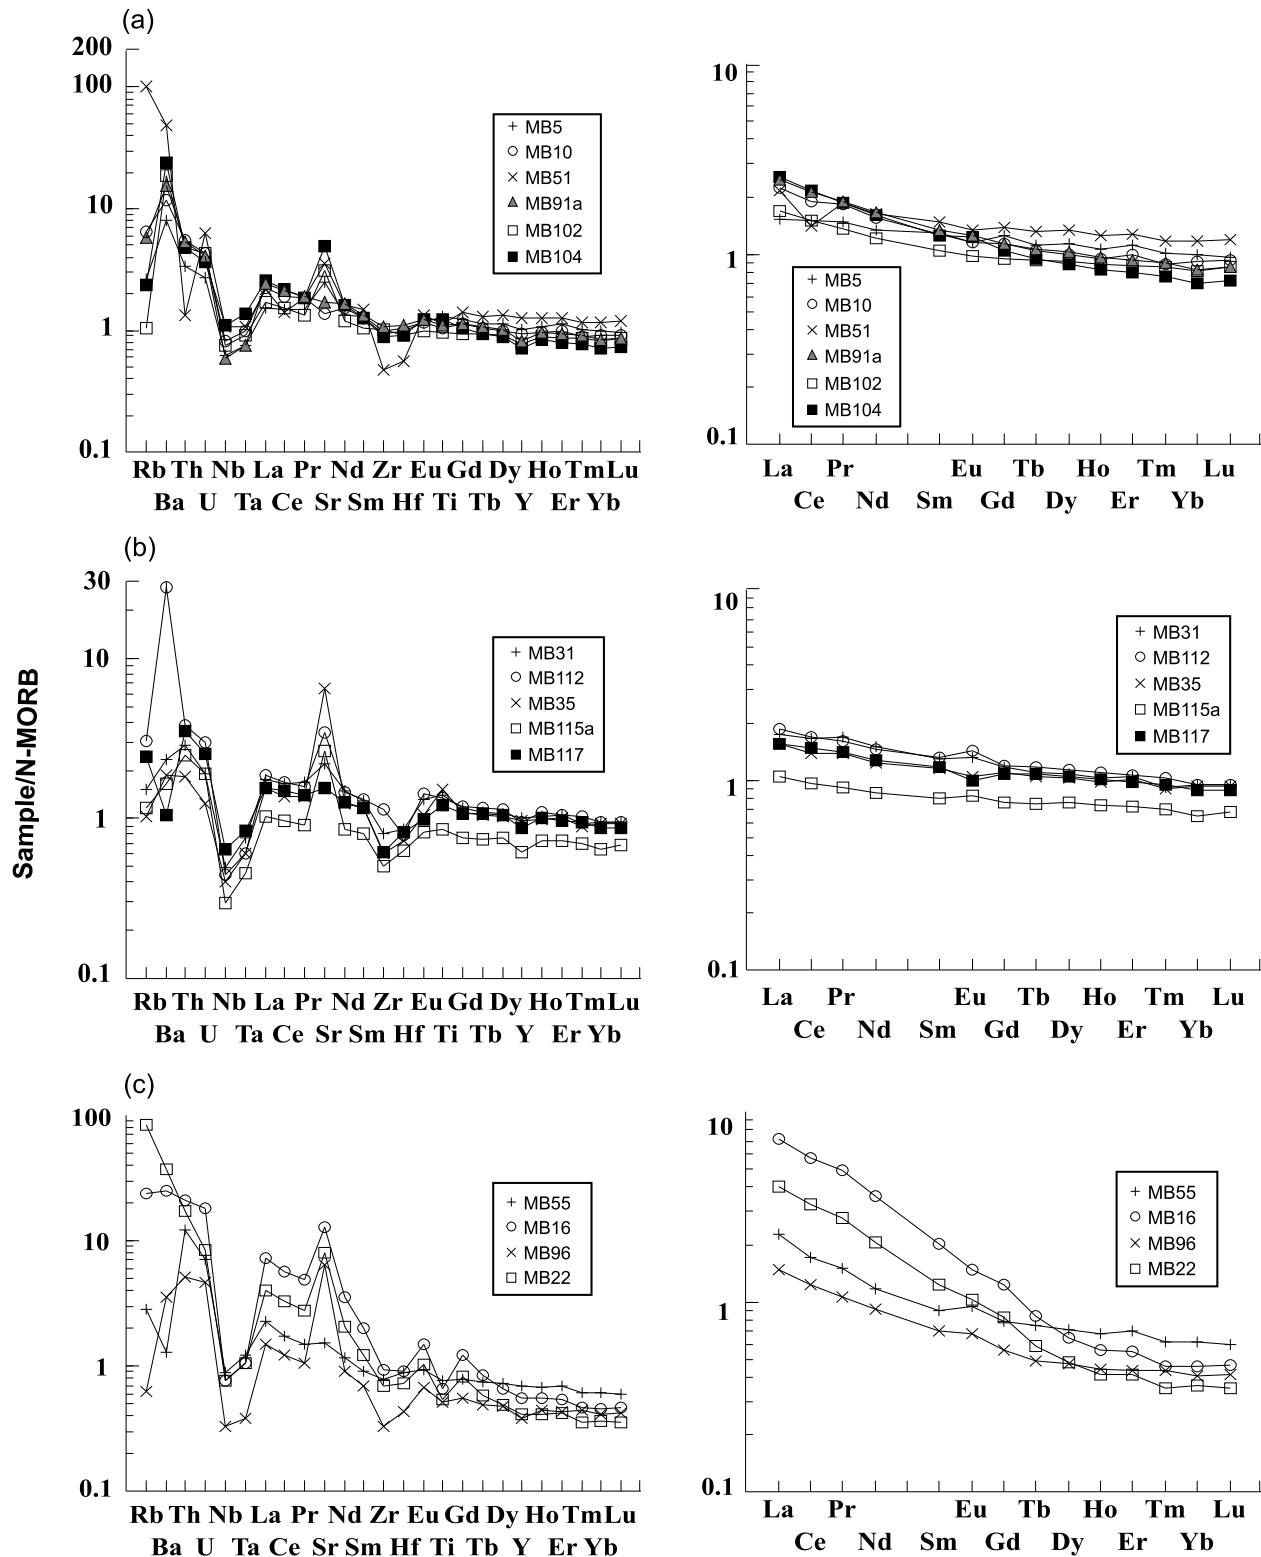 (a)
200
100
10
1
0.1
MB5
MB10
MB51
MB91a
MB102
MB104
Rb Th Nb La Pr Nd Zr Eu Gd Dy Ho Tm Lu
Ba U Ta Ce Sr Sm Hf Ti Tb Y Er Yb
10
1
0.1
MB5
MB10
MB51
MB91a
MB102
MB104
La Pr Eu Tb Ho Tm Lu
Ce Nd Sm Gd Dy Er Yb
(b)
Sample/N-MORB
30
10
1
0.1
MB31
MB112
MB35
MB115a
MB117
Rb Th Nb La Pr Nd Zr Eu Gd Dy Ho Tm Lu
Ba U Ta Ce Sr Sm Hf Ti Tb Y Er Yb
10
1
0.1
MB31
MB112
MB35
MB115a
MB117
La Pr Eu Tb Ho Tm Lu
Ce Nd Sm Gd Dy Er Yb
(c)
100
10
1
0.1
MB55
MB16
MB96
MB22
Rb Th Nb La Pr Nd Zr Eu Gd Dy Ho Tm Lu
Ba U Ta Ce Sr Sm Hf Ti Tb Y Er Yb
10
1
0.1
MB55
MB16
MB96
MB22
La Pr Eu Tb Ho Tm Lu
Ce Nd Sm Gd Dy Er Yb